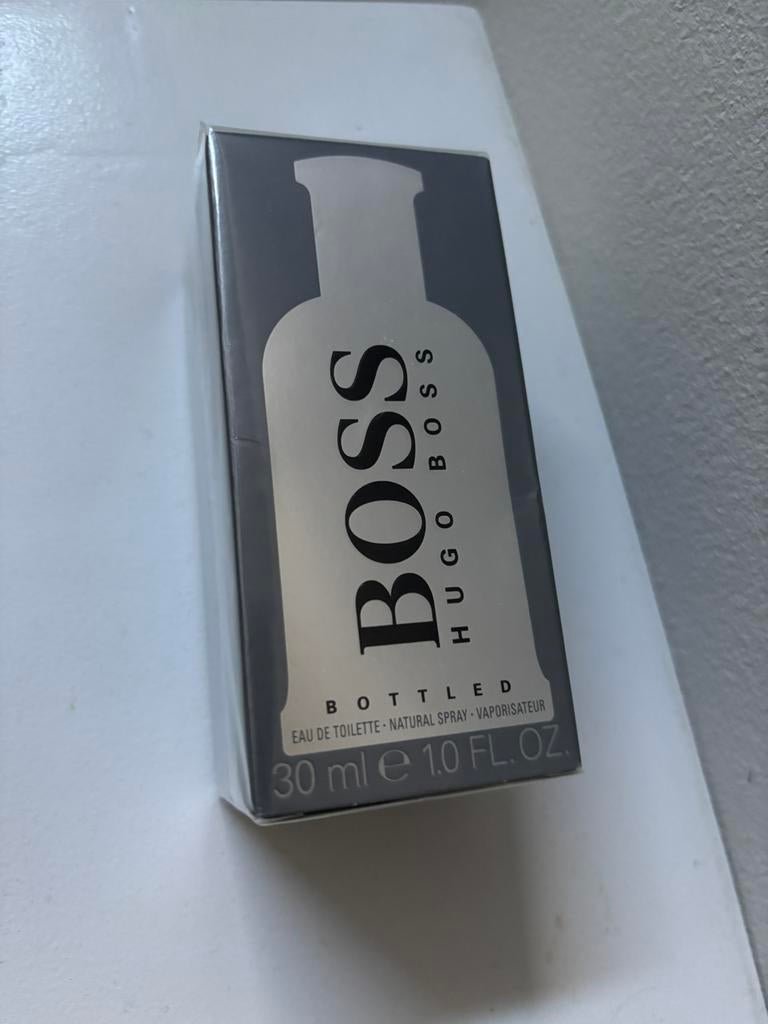 BOSS
HUGO BOSS
BOTTLED
EAU DE TOILETTE · NATURAL SPRAY · VAPORISATEUR
30 ml ℮ 1.0 FL. OZ.